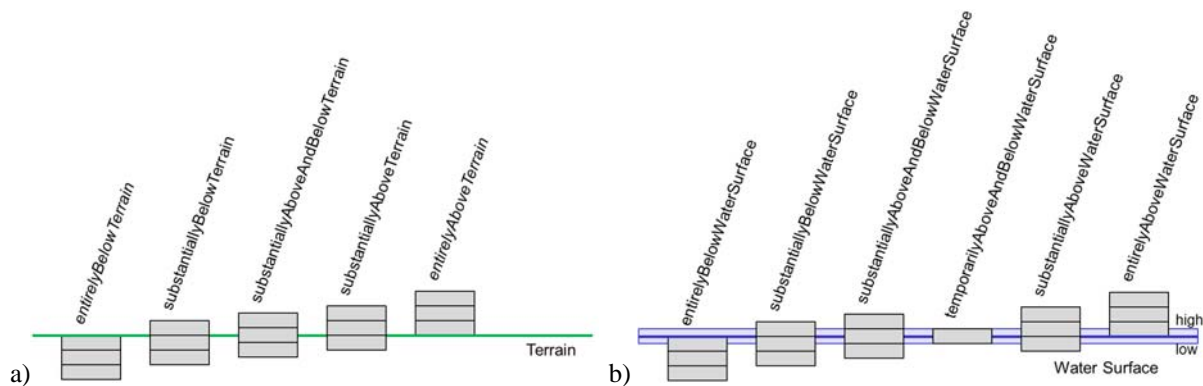 entirelyBelowTerrain
substantiallyBelowTerrain
substantiallyAboveAndBelowTerrain
substantiallyAboveTerrain
entirelyAboveTerrain
Terrain
a)
entirelyBelowWaterSurface
substantiallyBelowWaterSurface
substantiallyAboveAndBelowWaterSurface
temporarilyAboveAndBelowWaterSurface
substantiallyAboveWaterSurface
entirelyAboveWaterSurface
high
low
Water Surface
b)